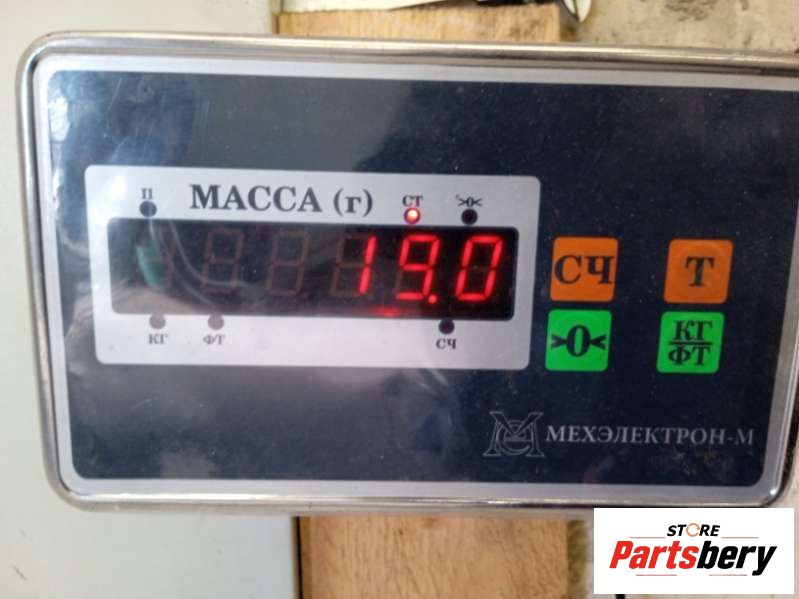 П
МАССА (г)
СТ
>0<
19.0
КГ
ФТ
СЧ
СЧ
Т
>0<
КГ
ФТ
МЕХЭЛЕКТРОН-М
STORE
Partsbery